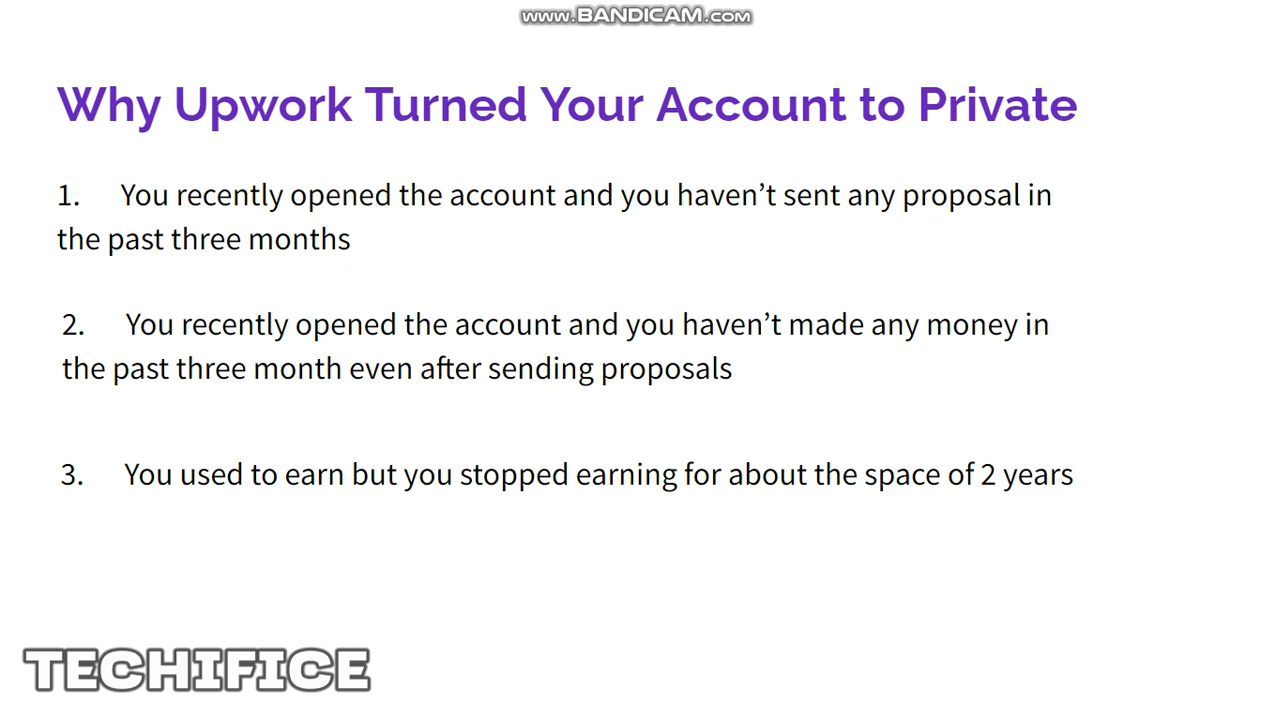 www.BANDICAM.com
Why Upwork Turned Your Account to Private
1. You recently opened the account and you haven’t sent any proposal in
the past three months
2. You recently opened the account and you haven’t made any money in
the past three month even after sending proposals
3. You used to earn but you stopped earning for about the space of 2 years
TECHIFICE